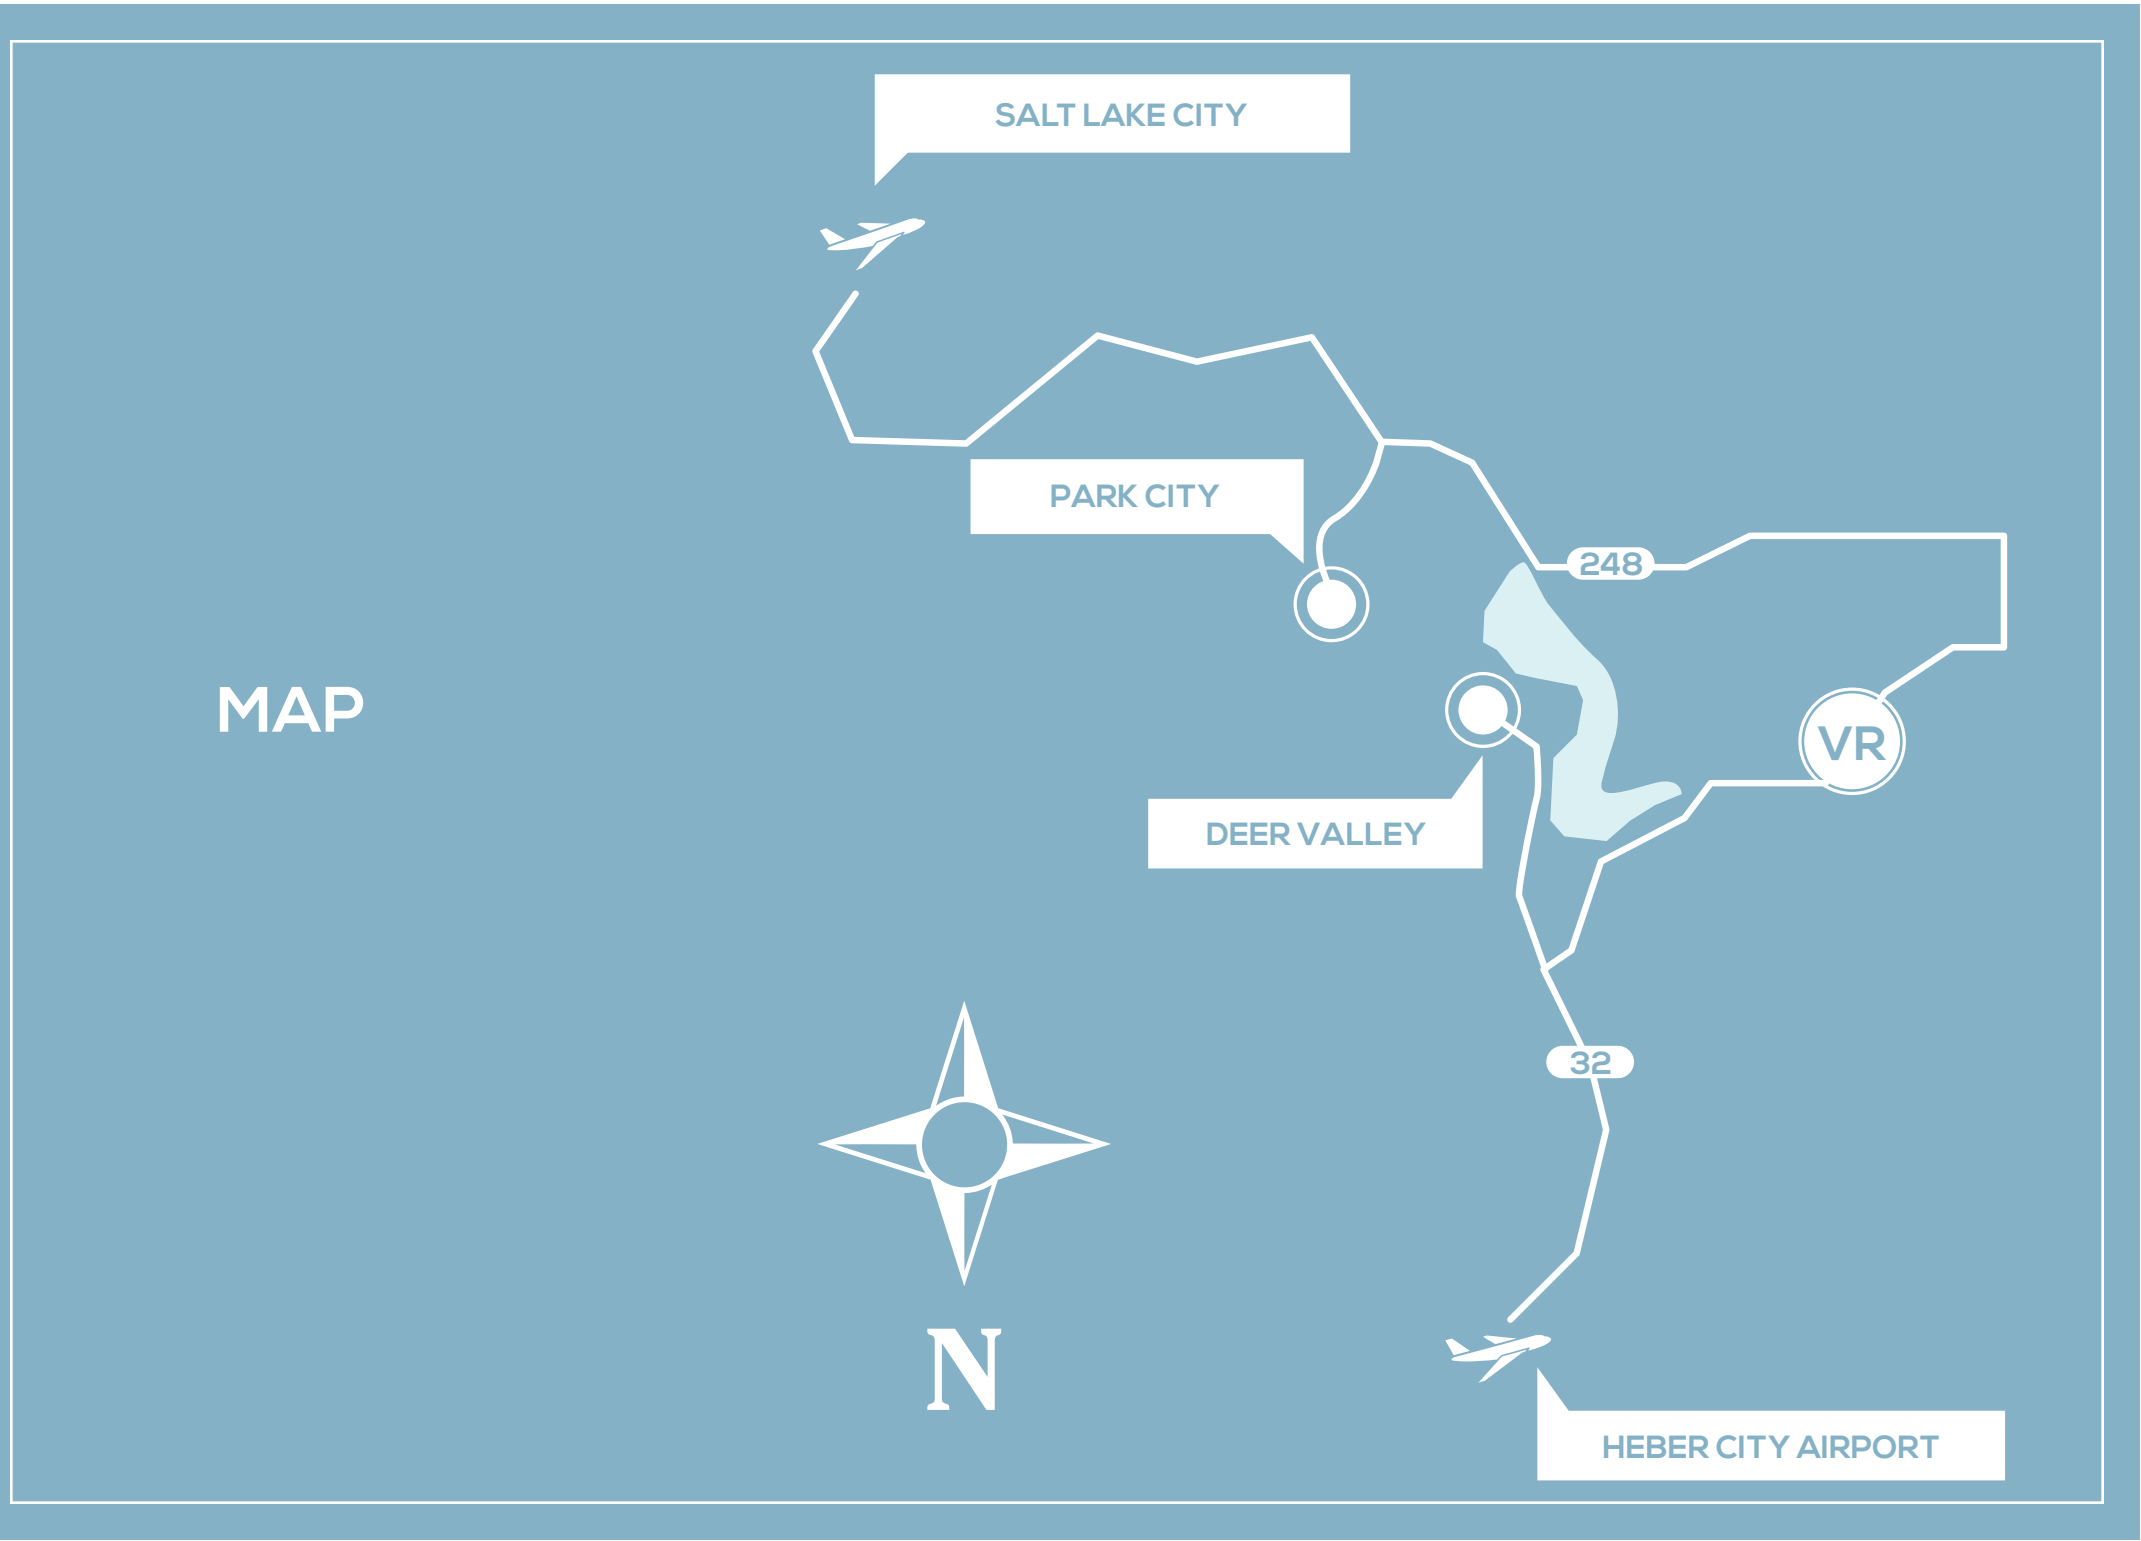 SALT LAKE CITY
PARK CITY
248
MAP
VR
DEER VALLEY
32
N
HEBER CITY AIRPORT